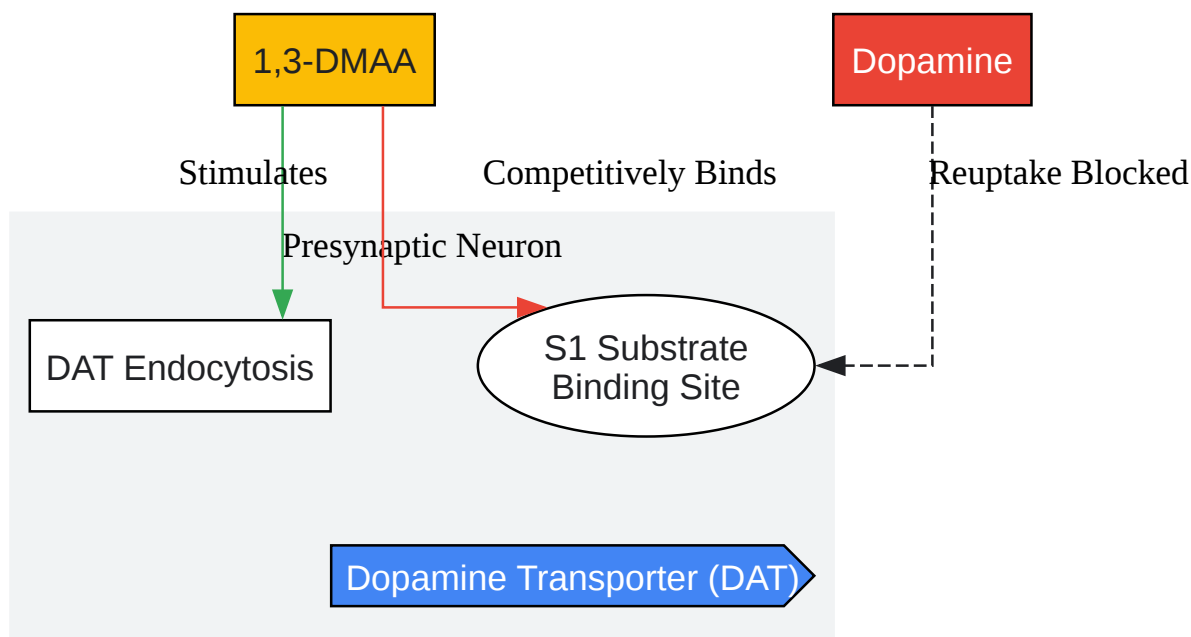 1,3-DMAA
Dopamine
Stimulates
Competitively Binds
Reuptake Blocked
Presynaptic Neuron
DAT Endocytosis
S1 Substrate
Binding Site
Dopamine Transporter (DAT)